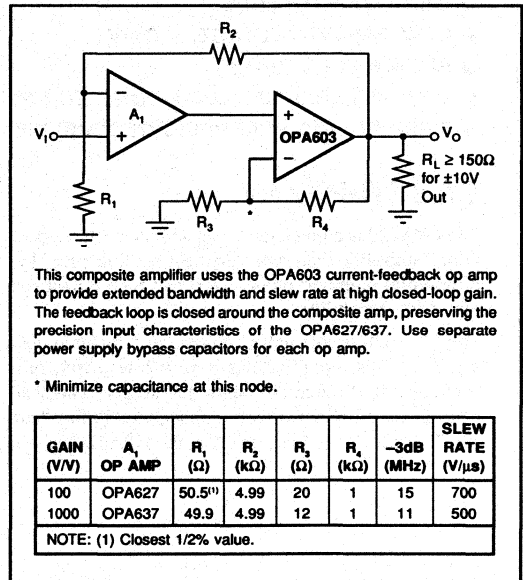 R2
−
A1
+
V1
R1
+
OPA603
−
VO
RL ≥ 150Ω
for ±10V
Out
R3
*
R4
This composite amplifier uses the OPA603 current-feedback op amp
to provide extended bandwidth and slew rate at high closed-loop gain.
The feedback loop is closed around the composite amp, preserving the
precision input characteristics of the OPA627/637. Use separate
power supply bypass capacitors for each op amp.
* Minimize capacitance at this node.
GAIN (V/V) A1 OP AMP R1 (Ω) R2 (kΩ) R3 (Ω) R4 (kΩ) –3dB (MHz) SLEW RATE (V/µs)
100 OPA627 50.5(1) 4.99 20 1 15 700
1000 OPA637 49.9 4.99 12 1 11 500
NOTE: (1) Closest 1/2% value.